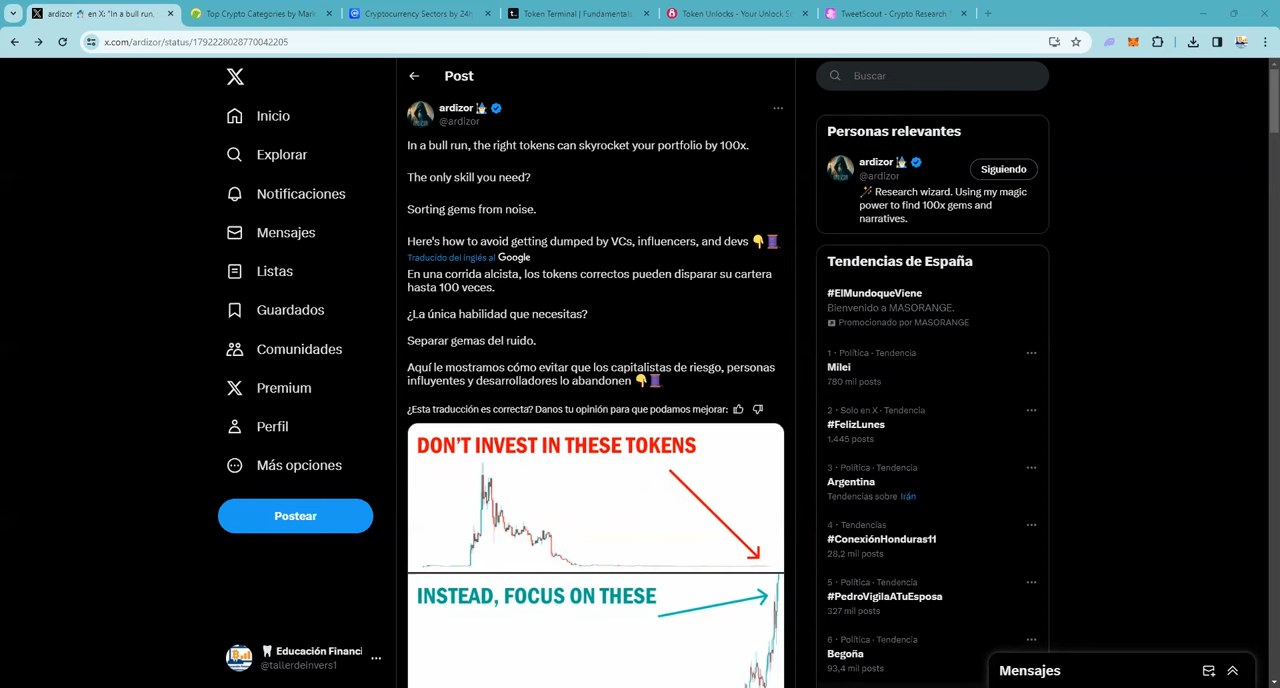 ardizor en X: "In a bull run,
Top Crypto Categories by Mark
Cryptocurrency Sectors by 24h
Token Terminal | Fundamentals
Token Unlocks - Your Unlock S
TweetScout - Crypto Research T
x.com/ardizor/status/1792228028770042205
Inicio
Explorar
Notificaciones
Mensajes
Listas
Guardados
Comunidades
Premium
Perfil
Más opciones
Postear
Educación Financi
@tallerdeinvers1
Post
ardizor
@ardizor
In a bull run, the right tokens can skyrocket your portfolio by 100x.
The only skill you need?
Sorting gems from noise.
Here's how to avoid getting dumped by VCs, influencers, and devs 👇🧵
Traducido del inglés al Google
En una corrida alcista, los tokens correctos pueden disparar su cartera
hasta 100 veces.
¿La única habilidad que necesitas?
Separar gemas del ruido.
Aquí le mostramos cómo evitar que los capitalistas de riesgo, personas
influyentes y desarrolladores lo abandonen 👇🧵
¿Esta traducción es correcta? Danos tu opinión para que podamos mejorar:
DON'T INVEST IN THESE TOKENS
INSTEAD, FOCUS ON THESE
Buscar
Personas relevantes
ardizor
@ardizor
Siguiendo
🪄 Research wizard. Using my magic
power to find 100x gems and
narratives.
Tendencias de España
#ElMundoqueViene
Bienvenido a MASORANGE.
Promocionado por MASORANGE
1 · Política · Tendencia
Milei
780 mil posts
2 · Solo en X · Tendencia
#FelizLunes
1.445 posts
3 · Política · Tendencia
Argentina
Tendencias sobre Irán
4 · Tendencias
#ConexiónHonduras11
28,2 mil posts
5 · Política · Tendencia
#PedroVigilaATuEsposa
327 mil posts
6 · Política · Tendencia
Begoña
93,4 mil posts
Mensajes